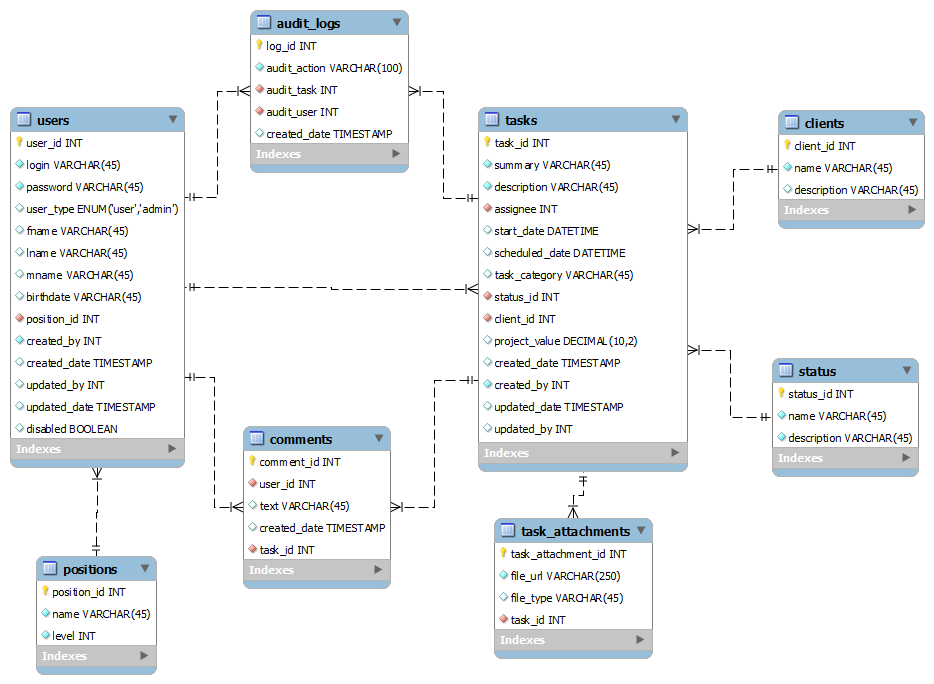 audit_logs
log_id INT
audit_action VARCHAR(100)
audit_task INT
audit_user INT
created_date TIMESTAMP
Indexes
users
user_id INT
login VARCHAR(45)
password VARCHAR(45)
user_type ENUM('user','admin')
fname VARCHAR(45)
lname VARCHAR(45)
mname VARCHAR(45)
birthdate VARCHAR(45)
position_id INT
created_by INT
created_date TIMESTAMP
updated_by INT
updated_date TIMESTAMP
disabled BOOLEAN
Indexes
tasks
task_id INT
summary VARCHAR(45)
description VARCHAR(45)
assignee INT
start_date DATETIME
scheduled_date DATETIME
task_category VARCHAR(45)
status_id INT
client_id INT
project_value DECIMAL(10,2)
created_date TIMESTAMP
created_by INT
updated_date TIMESTAMP
updated_by INT
Indexes
clients
client_id INT
name VARCHAR(45)
description VARCHAR(45)
Indexes
status
status_id INT
name VARCHAR(45)
description VARCHAR(45)
Indexes
comments
comment_id INT
user_id INT
text VARCHAR(45)
created_date TIMESTAMP
task_id INT
Indexes
task_attachments
task_attachment_id INT
file_url VARCHAR(250)
file_type VARCHAR(45)
task_id INT
Indexes
positions
position_id INT
name VARCHAR(45)
level INT
Indexes